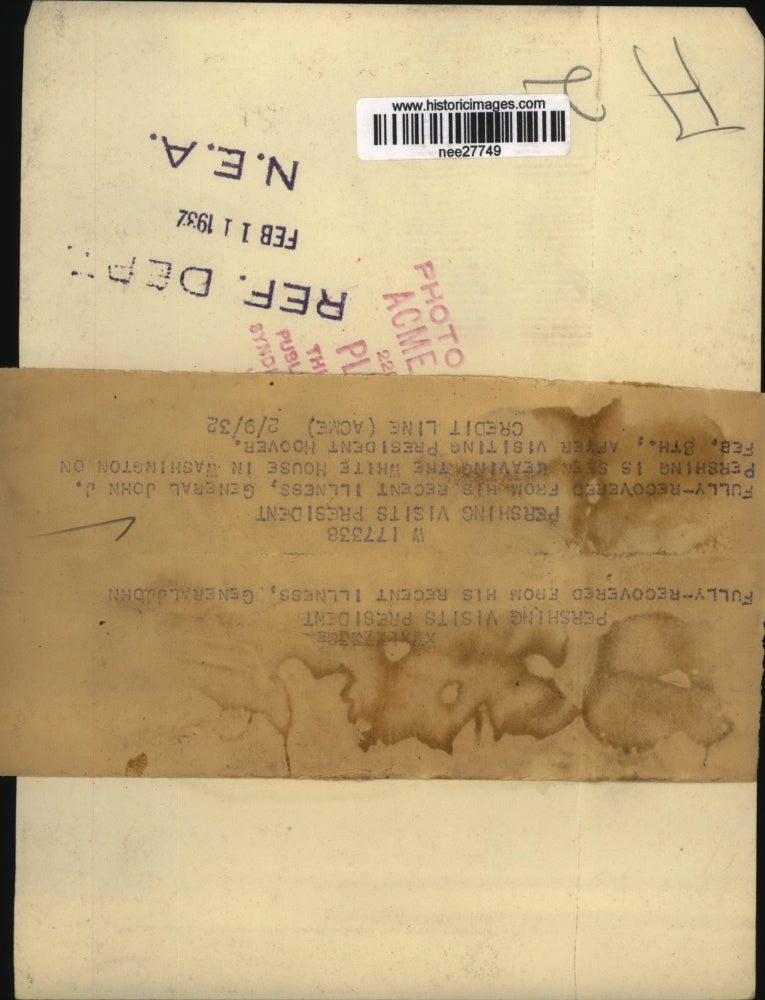 www.historicimages.com
nee27749
H
2
PERSHING VISITS PRESIDENT
FULLY-RECOVERED FROM HIS RECENT ILLNESS, GENERALJOHN
W 177338
PERSHING VISITS PRESIDENT
FULLY-RECOVERED FROM HIS RECENT ILLNESS, GENERAL JOHN J.
PERSHING IS SEEN LEAVING THE WHITE HOUSE IN WASHINGTON ON
FEB. 8TH., AFTER VISITING PRESIDENT HOOVER.
CREDIT LINE (ACME) 2/9/32
REF. DEPT.
FEB 11 1932
N.E.A.
PHOTO
ACME